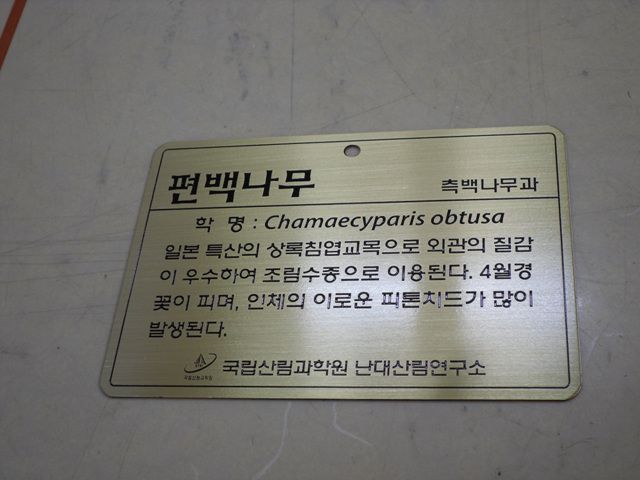 편백나무 측백나무과
학 명 : Chamaecyparis obtusa
일본 특산의 상록침엽교목으로 외관의 질감
이 우수하여 조림수종으로 이용된다. 4월경
꽃이 피며, 인체의 이로운 피톤치드가 많이
발생된다.
국립산림과학원 난대산림연구소